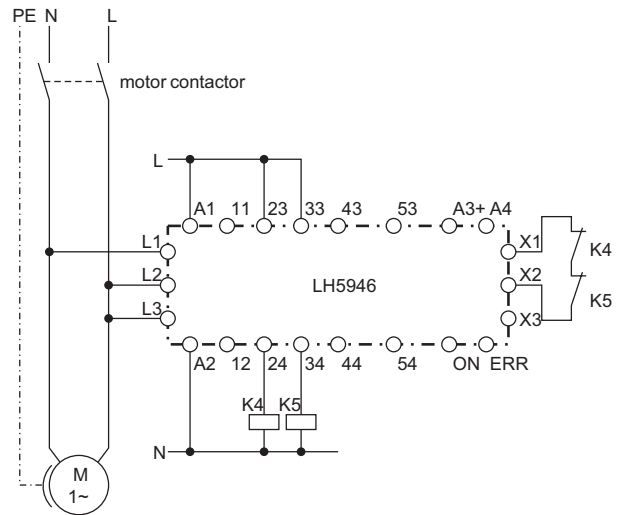 PE N L
motor contactor
L
A1 11 23 33 43 53 A3+ A4
L1 X1
K4
L2 LH5946 X2
K5
L3 X3
A2 12 24 34 44 54 ON ERR
K4 K5
N
M
1~